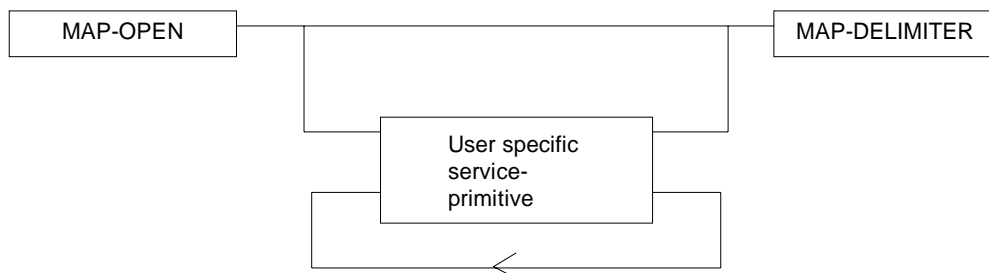 MAP-OPEN
MAP-DELIMITER
User specific
service-
primitive